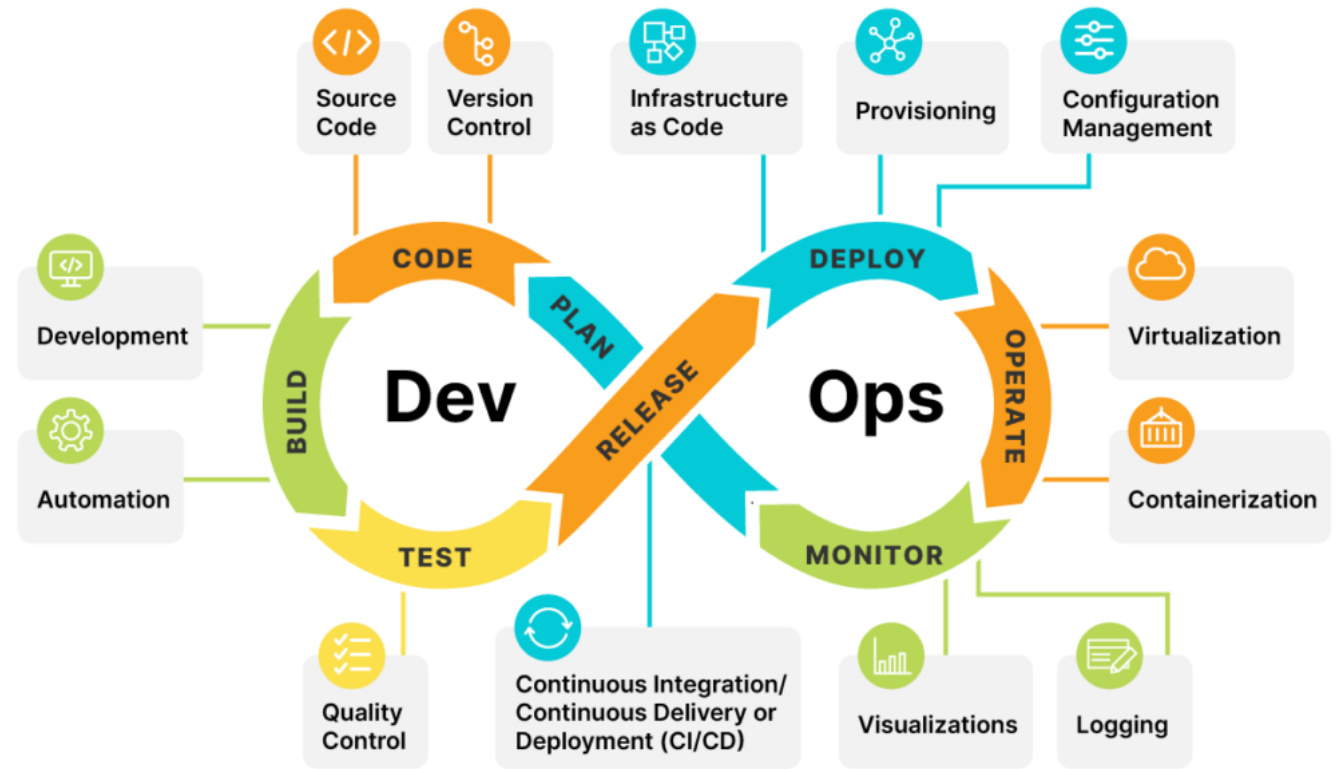 Source
Code
Version
Control
Infrastructure
as Code
Provisioning
Configuration
Management
CODE
PLAN
DEPLOY
Development
Virtualization
BUILD
Dev
RELEASE
Ops
OPERATE
Automation
Containerization
TEST
MONITOR
Quality
Control
Continuous Integration/
Continuous Delivery or
Deployment (CI/CD)
Visualizations
Logging